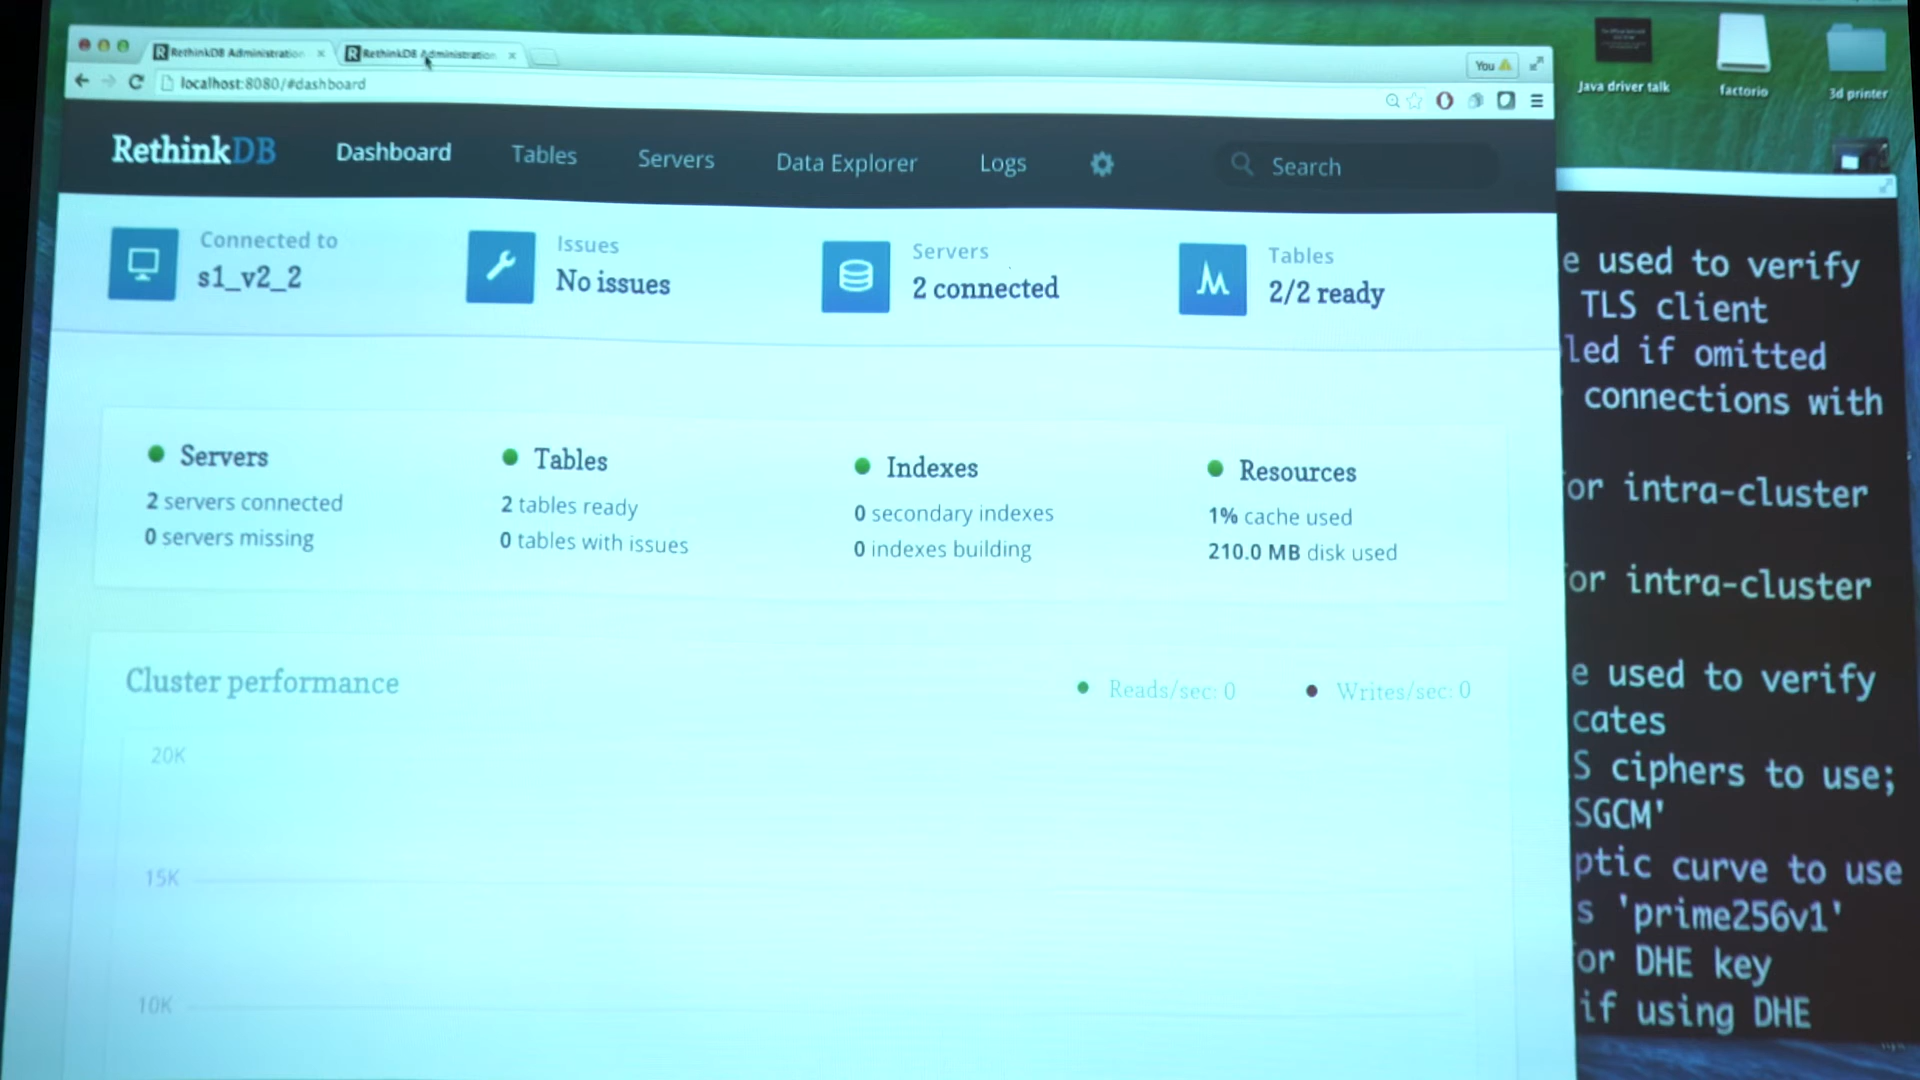 RethinkDB Administration
RethinkDB Administration
You
localhost:8080/#dashboard
RethinkDB
Dashboard
Tables
Servers
Data Explorer
Logs
Search
Connected to
s1_v2_2
Issues
No issues
Servers
2 connected
Tables
2/2 ready
Servers
2 servers connected
0 servers missing
Tables
2 tables ready
0 tables with issues
Indexes
0 secondary indexes
0 indexes building
Resources
1% cache used
210.0 MB disk used
Cluster performance
Reads/sec: 0
Writes/sec: 0
20K
15K
10K
Java driver talk
factorio
3d printer
e used to verify
TLS client
led if omitted
connections with
or intra-cluster
or intra-cluster
e used to verify
cates
S ciphers to use;
SGCM'
ptic curve to use
s 'prime256v1'
or DHE key
if using DHE